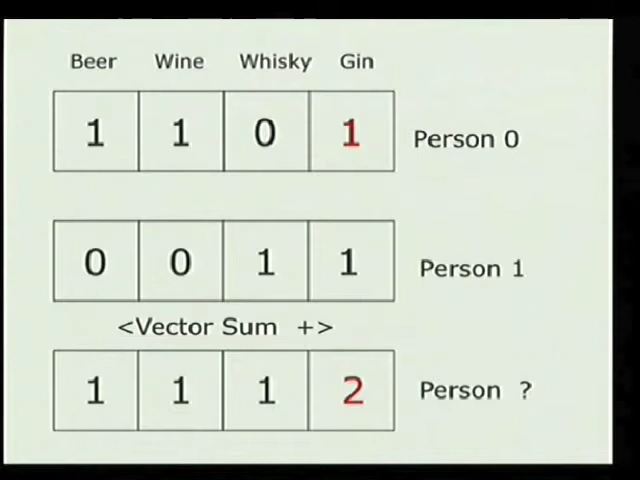 Beer Wine Whisky Gin
1 1 0 1 Person 0
0 0 1 1 Person 1
<Vector Sum +>
1 1 1 2 Person ?